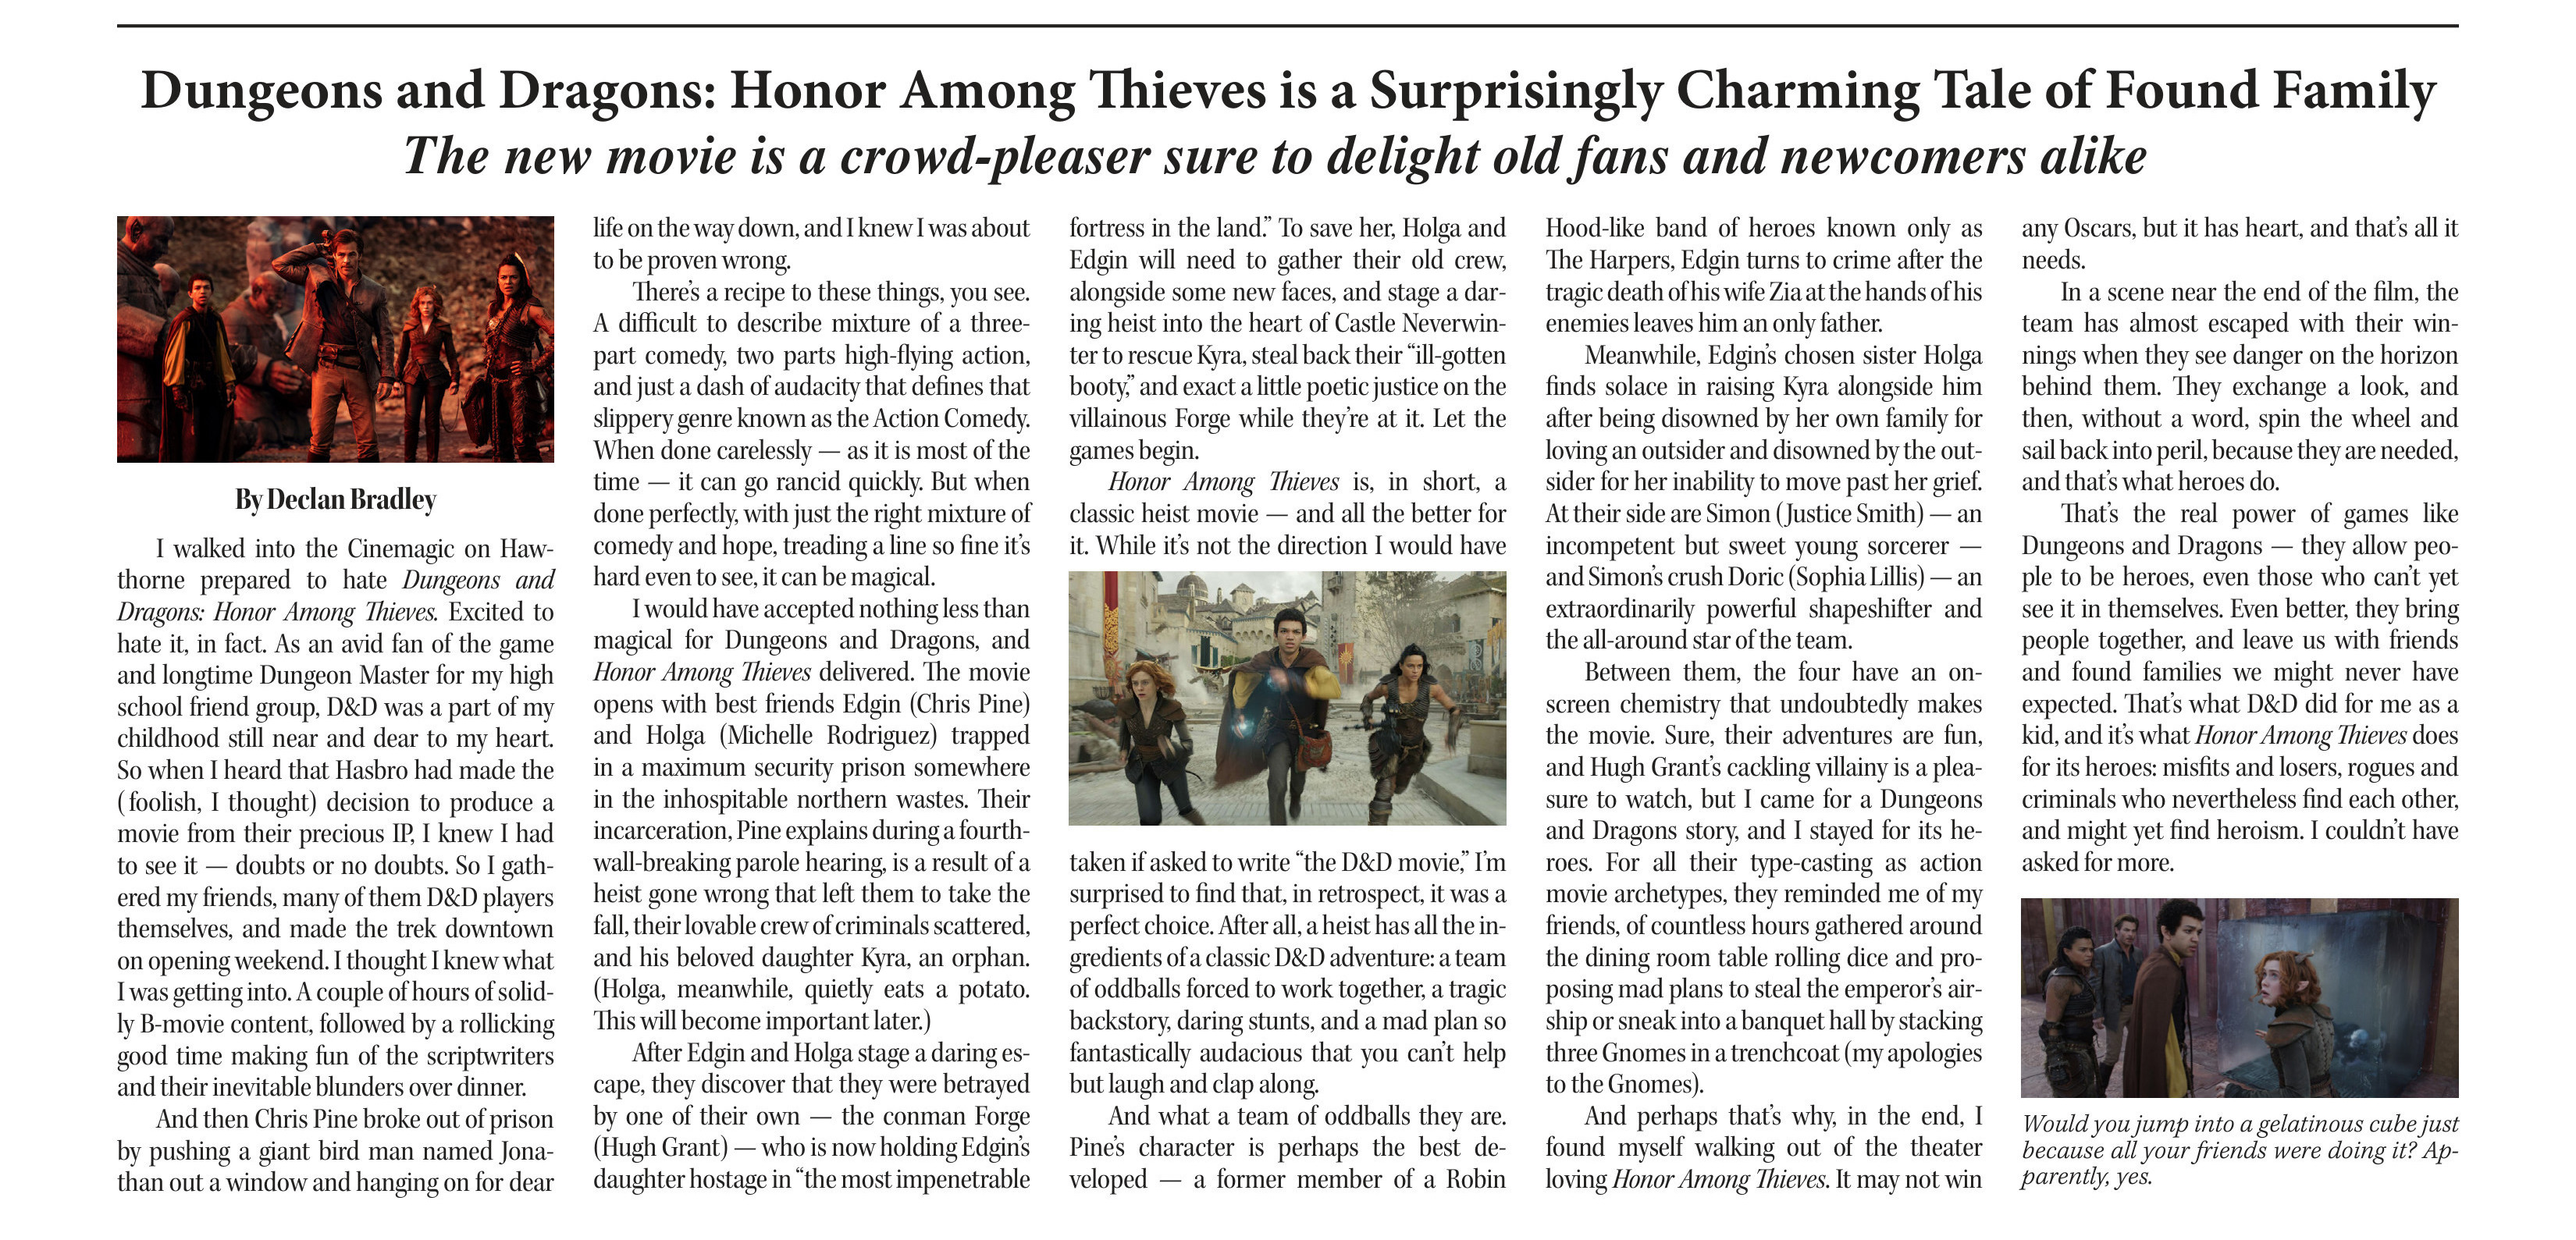 Dungeons and Dragons: Honor Among Thieves is a Surprisingly Charming Tale of Found Family
The new movie is a crowd-pleaser sure to delight old fans and newcomers alike
By Declan Bradley
I walked into the Cinemagic on Haw-
thorne prepared to hate Dungeons and
Dragons: Honor Among Thieves. Excited to
hate it, in fact. As an avid fan of the game
and longtime Dungeon Master for my high
school friend group, D&D was a part of my
childhood still near and dear to my heart.
So when I heard that Hasbro had made the
(foolish, I thought) decision to produce a
movie from their precious IP, I knew I had
to see it — doubts or no doubts. So I gath-
ered my friends, many of them D&D players
themselves, and made the trek downtown
on opening weekend. I thought I knew what
I was getting into. A couple of hours of solid-
ly B-movie content, followed by a rollicking
good time making fun of the scriptwriters
and their inevitable blunders over dinner.
And then Chris Pine broke out of prison
by pushing a giant bird man named Jona-
than out a window and hanging on for dear
life on the way down, and I knew I was about
to be proven wrong.
There's a recipe to these things, you see.
A difficult to describe mixture of a three-
part comedy, two parts high-flying action,
and just a dash of audacity that defines that
slippery genre known as the Action Comedy.
When done carelessly — as it is most of the
time — it can go rancid quickly. But when
done perfectly, with just the right mixture of
comedy and hope, treading a line so fine it's
hard even to see, it can be magical.
I would have accepted nothing less than
magical for Dungeons and Dragons, and
Honor Among Thieves delivered. The movie
opens with best friends Edgin (Chris Pine)
and Holga (Michelle Rodriguez) trapped
in a maximum security prison somewhere
in the inhospitable northern wastes. Their
incarceration, Pine explains during a fourth-
wall-breaking parole hearing, is a result of a
heist gone wrong that left them to take the
fall, their lovable crew of criminals scattered,
and his beloved daughter Kyra, an orphan.
(Holga, meanwhile, quietly eats a potato.
This will become important later.)
After Edgin and Holga stage a daring es-
cape, they discover that they were betrayed
by one of their own — the conman Forge
(Hugh Grant) — who is now holding Edgin's
daughter hostage in “the most impenetrable
fortress in the land.” To save her, Holga and
Edgin will need to gather their old crew,
alongside some new faces, and stage a dar-
ing heist into the heart of Castle Neverwin-
ter to rescue Kyra, steal back their “ill-gotten
booty,” and exact a little poetic justice on the
villainous Forge while they're at it. Let the
games begin.
Honor Among Thieves is, in short, a
classic heist movie — and all the better for
it. While it's not the direction I would have
taken if asked to write “the D&D movie,” I'm
surprised to find that, in retrospect, it was a
perfect choice. After all, a heist has all the in-
gredients of a classic D&D adventure: a team
of oddballs forced to work together, a tragic
backstory, daring stunts, and a mad plan so
fantastically audacious that you can't help
but laugh and clap along.
And what a team of oddballs they are.
Pine's character is perhaps the best de-
veloped — a former member of a Robin
Hood-like band of heroes known only as
The Harpers, Edgin turns to crime after the
tragic death of his wife Zia at the hands of his
enemies leaves him an only father.
Meanwhile, Edgin's chosen sister Holga
finds solace in raising Kyra alongside him
after being disowned by her own family for
loving an outsider and disowned by the out-
sider for her inability to move past her grief.
At their side are Simon (Justice Smith) — an
incompetent but sweet young sorcerer —
and Simon's crush Doric (Sophia Lillis) — an
extraordinarily powerful shapeshifter and
the all-around star of the team.
Between them, the four have an on-
screen chemistry that undoubtedly makes
the movie. Sure, their adventures are fun,
and Hugh Grant's cackling villainy is a plea-
sure to watch, but I came for a Dungeons
and Dragons story, and I stayed for its he-
roes. For all their type-casting as action
movie archetypes, they reminded me of my
friends, of countless hours gathered around
the dining room table rolling dice and pro-
posing mad plans to steal the emperor's air-
ship or sneak into a banquet hall by stacking
three Gnomes in a trenchcoat (my apologies
to the Gnomes).
And perhaps that's why, in the end, I
found myself walking out of the theater
loving Honor Among Thieves. It may not win
any Oscars, but it has heart, and that's all it
needs.
In a scene near the end of the film, the
team has almost escaped with their win-
nings when they see danger on the horizon
behind them. They exchange a look, and
then, without a word, spin the wheel and
sail back into peril, because they are needed,
and that's what heroes do.
That's the real power of games like
Dungeons and Dragons — they allow peo-
ple to be heroes, even those who can't yet
see it in themselves. Even better, they bring
people together, and leave us with friends
and found families we might never have
expected. That's what D&D did for me as a
kid, and it's what Honor Among Thieves does
for its heroes: misfits and losers, rogues and
criminals who nevertheless find each other,
and might yet find heroism. I couldn't have
asked for more.
Would you jump into a gelatinous cube just
because all your friends were doing it? Ap-
parently, yes.